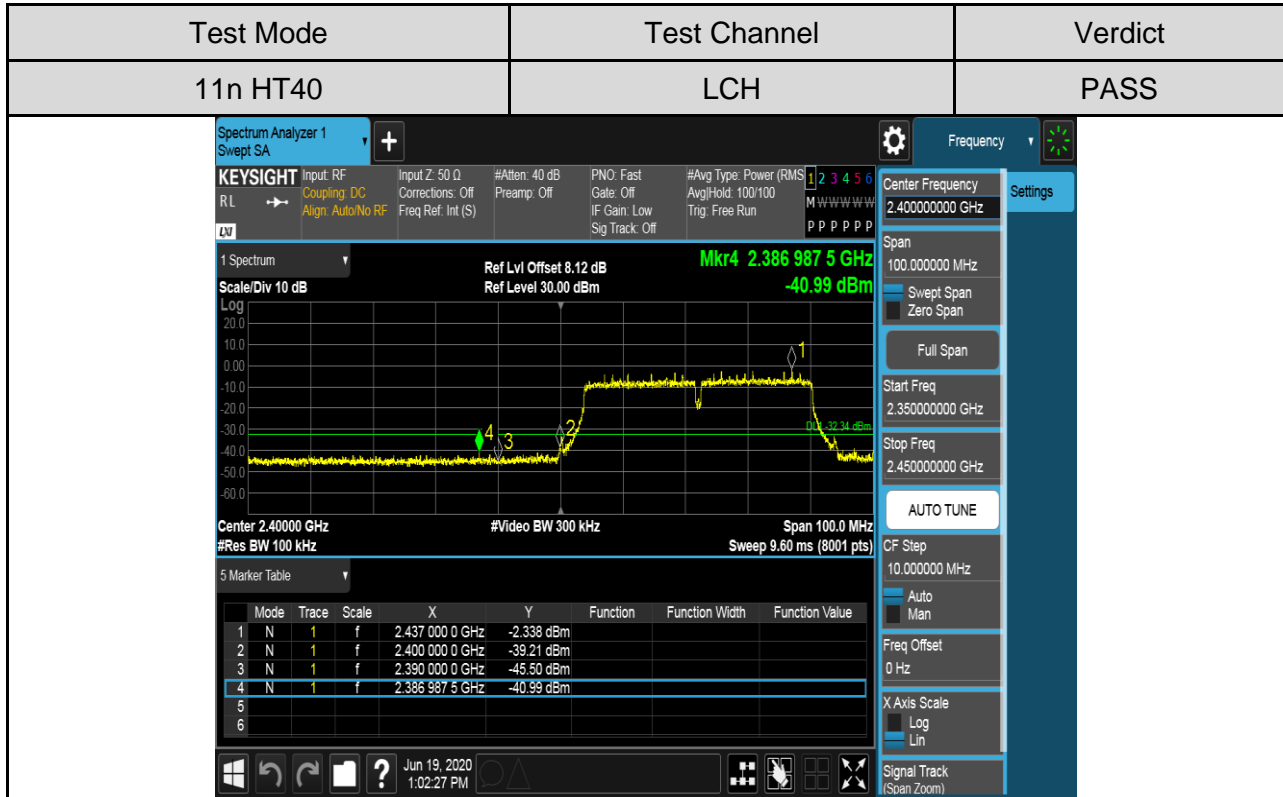 Test Mode Test Channel Verdict
11n HT40 LCH PASS
Spectrum Analyzer 1
Swept SA
+
Frequency
KEYSIGHT
RL
LXI
Input: RF
Coupling: DC
Align: Auto/No RF
Input Z: 50 Ω
Corrections: Off
Freq Ref: Int (S)
#Atten: 40 dB
Preamp: Off
PNO: Fast
Gate: Off
IF Gain: Low
Sig Track: Off
#Avg Type: Power (RMS
Avg|Hold: 100/100
Trig: Free Run
1 2 3 4 5 6
M W W W W W
P P P P P P
1 Spectrum
Scale/Div 10 dB
Ref Lvl Offset 8.12 dB
Ref Level 30.00 dBm
Mkr4 2.386 987 5 GHz
-40.99 dBm
Log
20.0
10.0
0.00
-10.0
-20.0
-30.0
-40.0
-50.0
-60.0
1
2
3
4
DL1 -32.34 dBm
Center 2.40000 GHz #Video BW 300 kHz Span 100.0 MHz
#Res BW 100 kHz Sweep 9.60 ms (8001 pts)
5 Marker Table
Mode Trace Scale X Y Function Function Width Function Value
1 N 1 f 2.437 000 0 GHz -2.338 dBm
2 N 1 f 2.400 000 0 GHz -39.21 dBm
3 N 1 f 2.390 000 0 GHz -45.50 dBm
4 N 1 f 2.386 987 5 GHz -40.99 dBm
5
6
?
Jun 19, 2020
1:02:27 PM
Center Frequency
2.400000000 GHz
Settings
Span
100.000000 MHz
Swept Span
Zero Span
Full Span
Start Freq
2.350000000 GHz
Stop Freq
2.450000000 GHz
AUTO TUNE
CF Step
10.000000 MHz
Auto
Man
Freq Offset
0 Hz
X Axis Scale
Log
Lin
Signal Track
(Span Zoom)